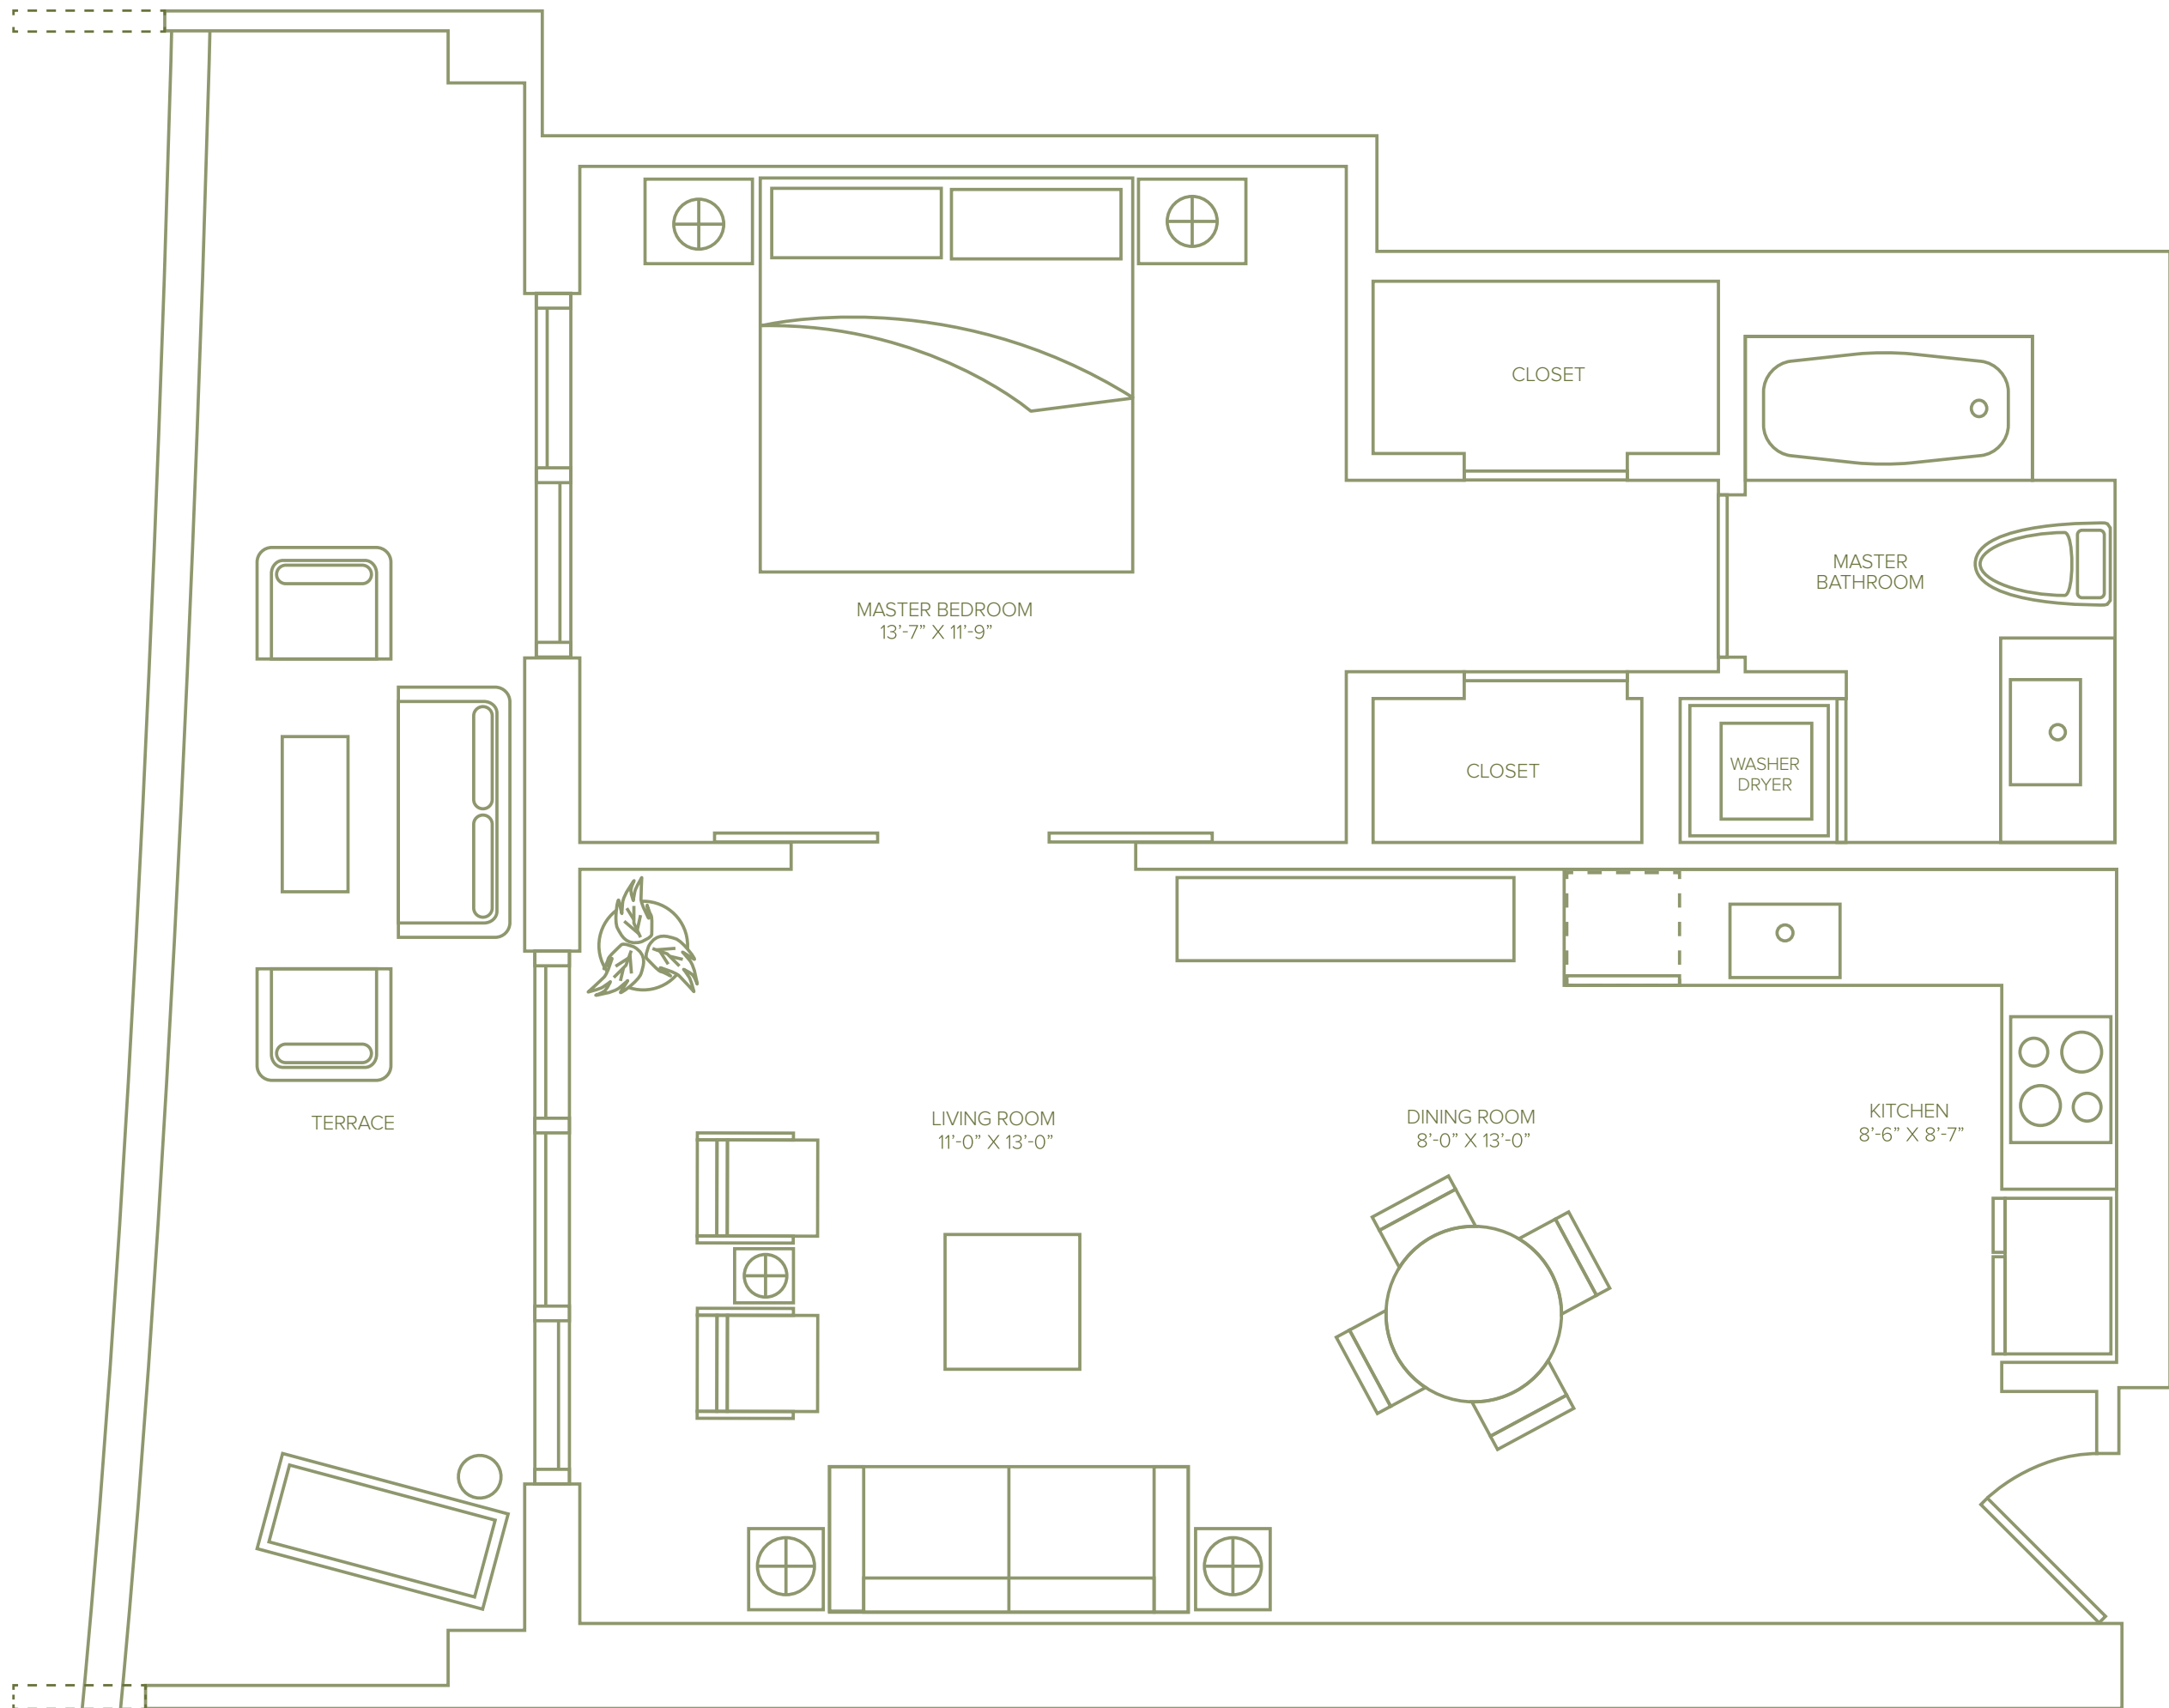 CLOSET
MASTER
BATHROOM
MASTER BEDROOM
13’-7” X 11’-9”
WASHER
DRYER
CLOSET
TERRACE
LIVING ROOM
11’-0” X 13’-0”
DINING ROOM
8’-0” X 13’-0”
KITCHEN
8’-6” X 8’-7”